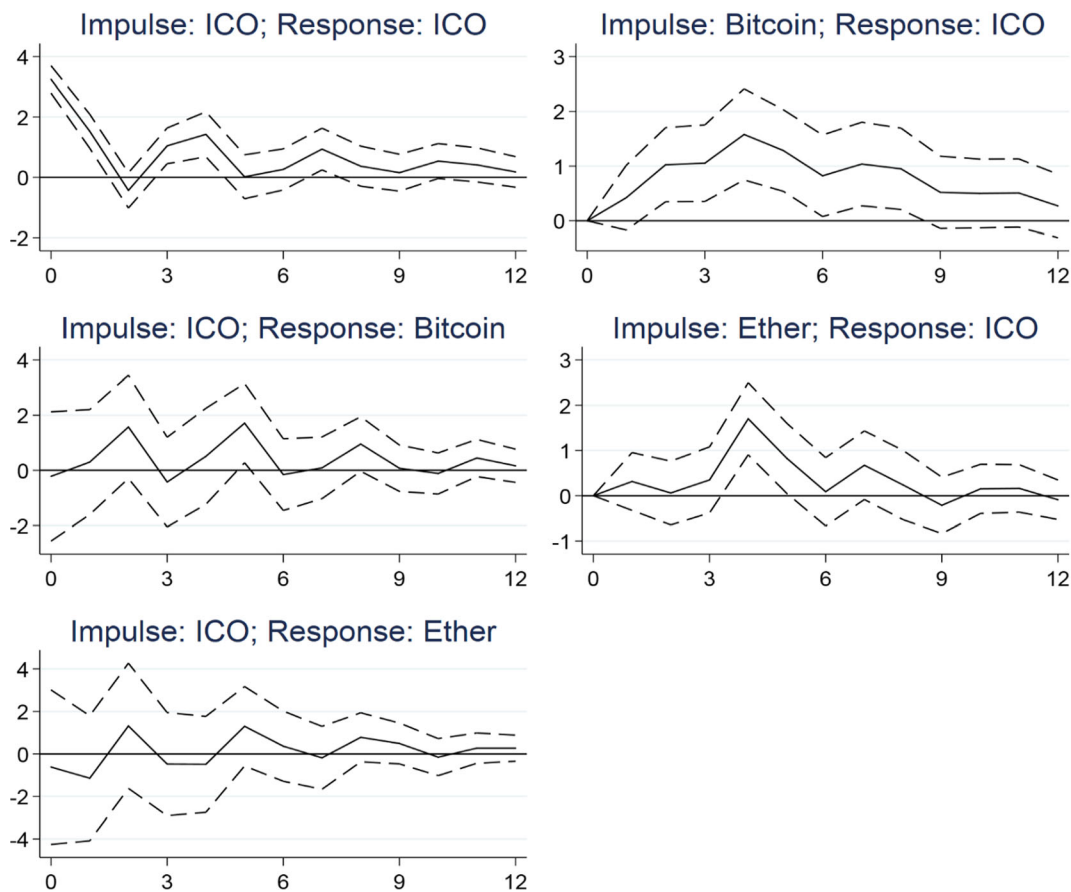 Impulse: ICO; Response: ICO
4
2
0
-2
0 3 6 9 12
Impulse: Bitcoin; Response: ICO
3
2
1
0
0 3 6 9 12
Impulse: ICO; Response: Bitcoin
4
2
0
-2
0 3 6 9 12
Impulse: Ether; Response: ICO
3
2
1
0
-1
0 3 6 9 12
Impulse: ICO; Response: Ether
4
2
0
-2
-4
0 3 6 9 12